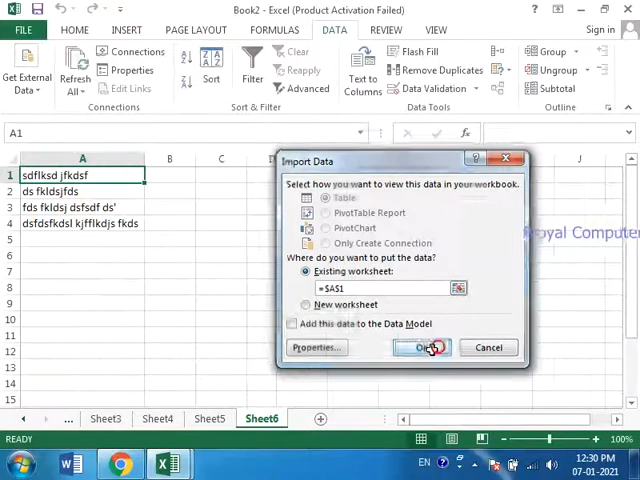 Book2 - Excel (Product Activation Failed)
FILE HOME INSERT PAGE LAYOUT FORMULAS DATA REVIEW VIEW Sign in
Get External Data
Refresh All
Connections
Properties
Edit Links
Connections
Sort
Filter
Clear
Reapply
Advanced
Sort & Filter
Text to Columns
Flash Fill
Remove Duplicates
Data Validation
Data Tools
Group
Ungroup
Subtotal
Outline
A1
fx
A B C D J
1 sdflksd jfkdsf
2 ds fkldsjfds
3 fds fkldsj dsfsdf ds'
4 dsfdsfkdsl kjfflkdjs fkds
5
6
7
8
9
10
11
12
13
14
15
Import Data
Select how you want to view this data in your workbook.
Table
PivotTable Report
PivotChart
Only Create Connection
Where do you want to put the data?
Existing worksheet:
=$A$1
New worksheet
Add this data to the Data Model
Properties...
Cancel
Royal Computer
... Sheet3 Sheet4 Sheet5 Sheet6
READY
100%
EN
12:30 PM
7/4/2021